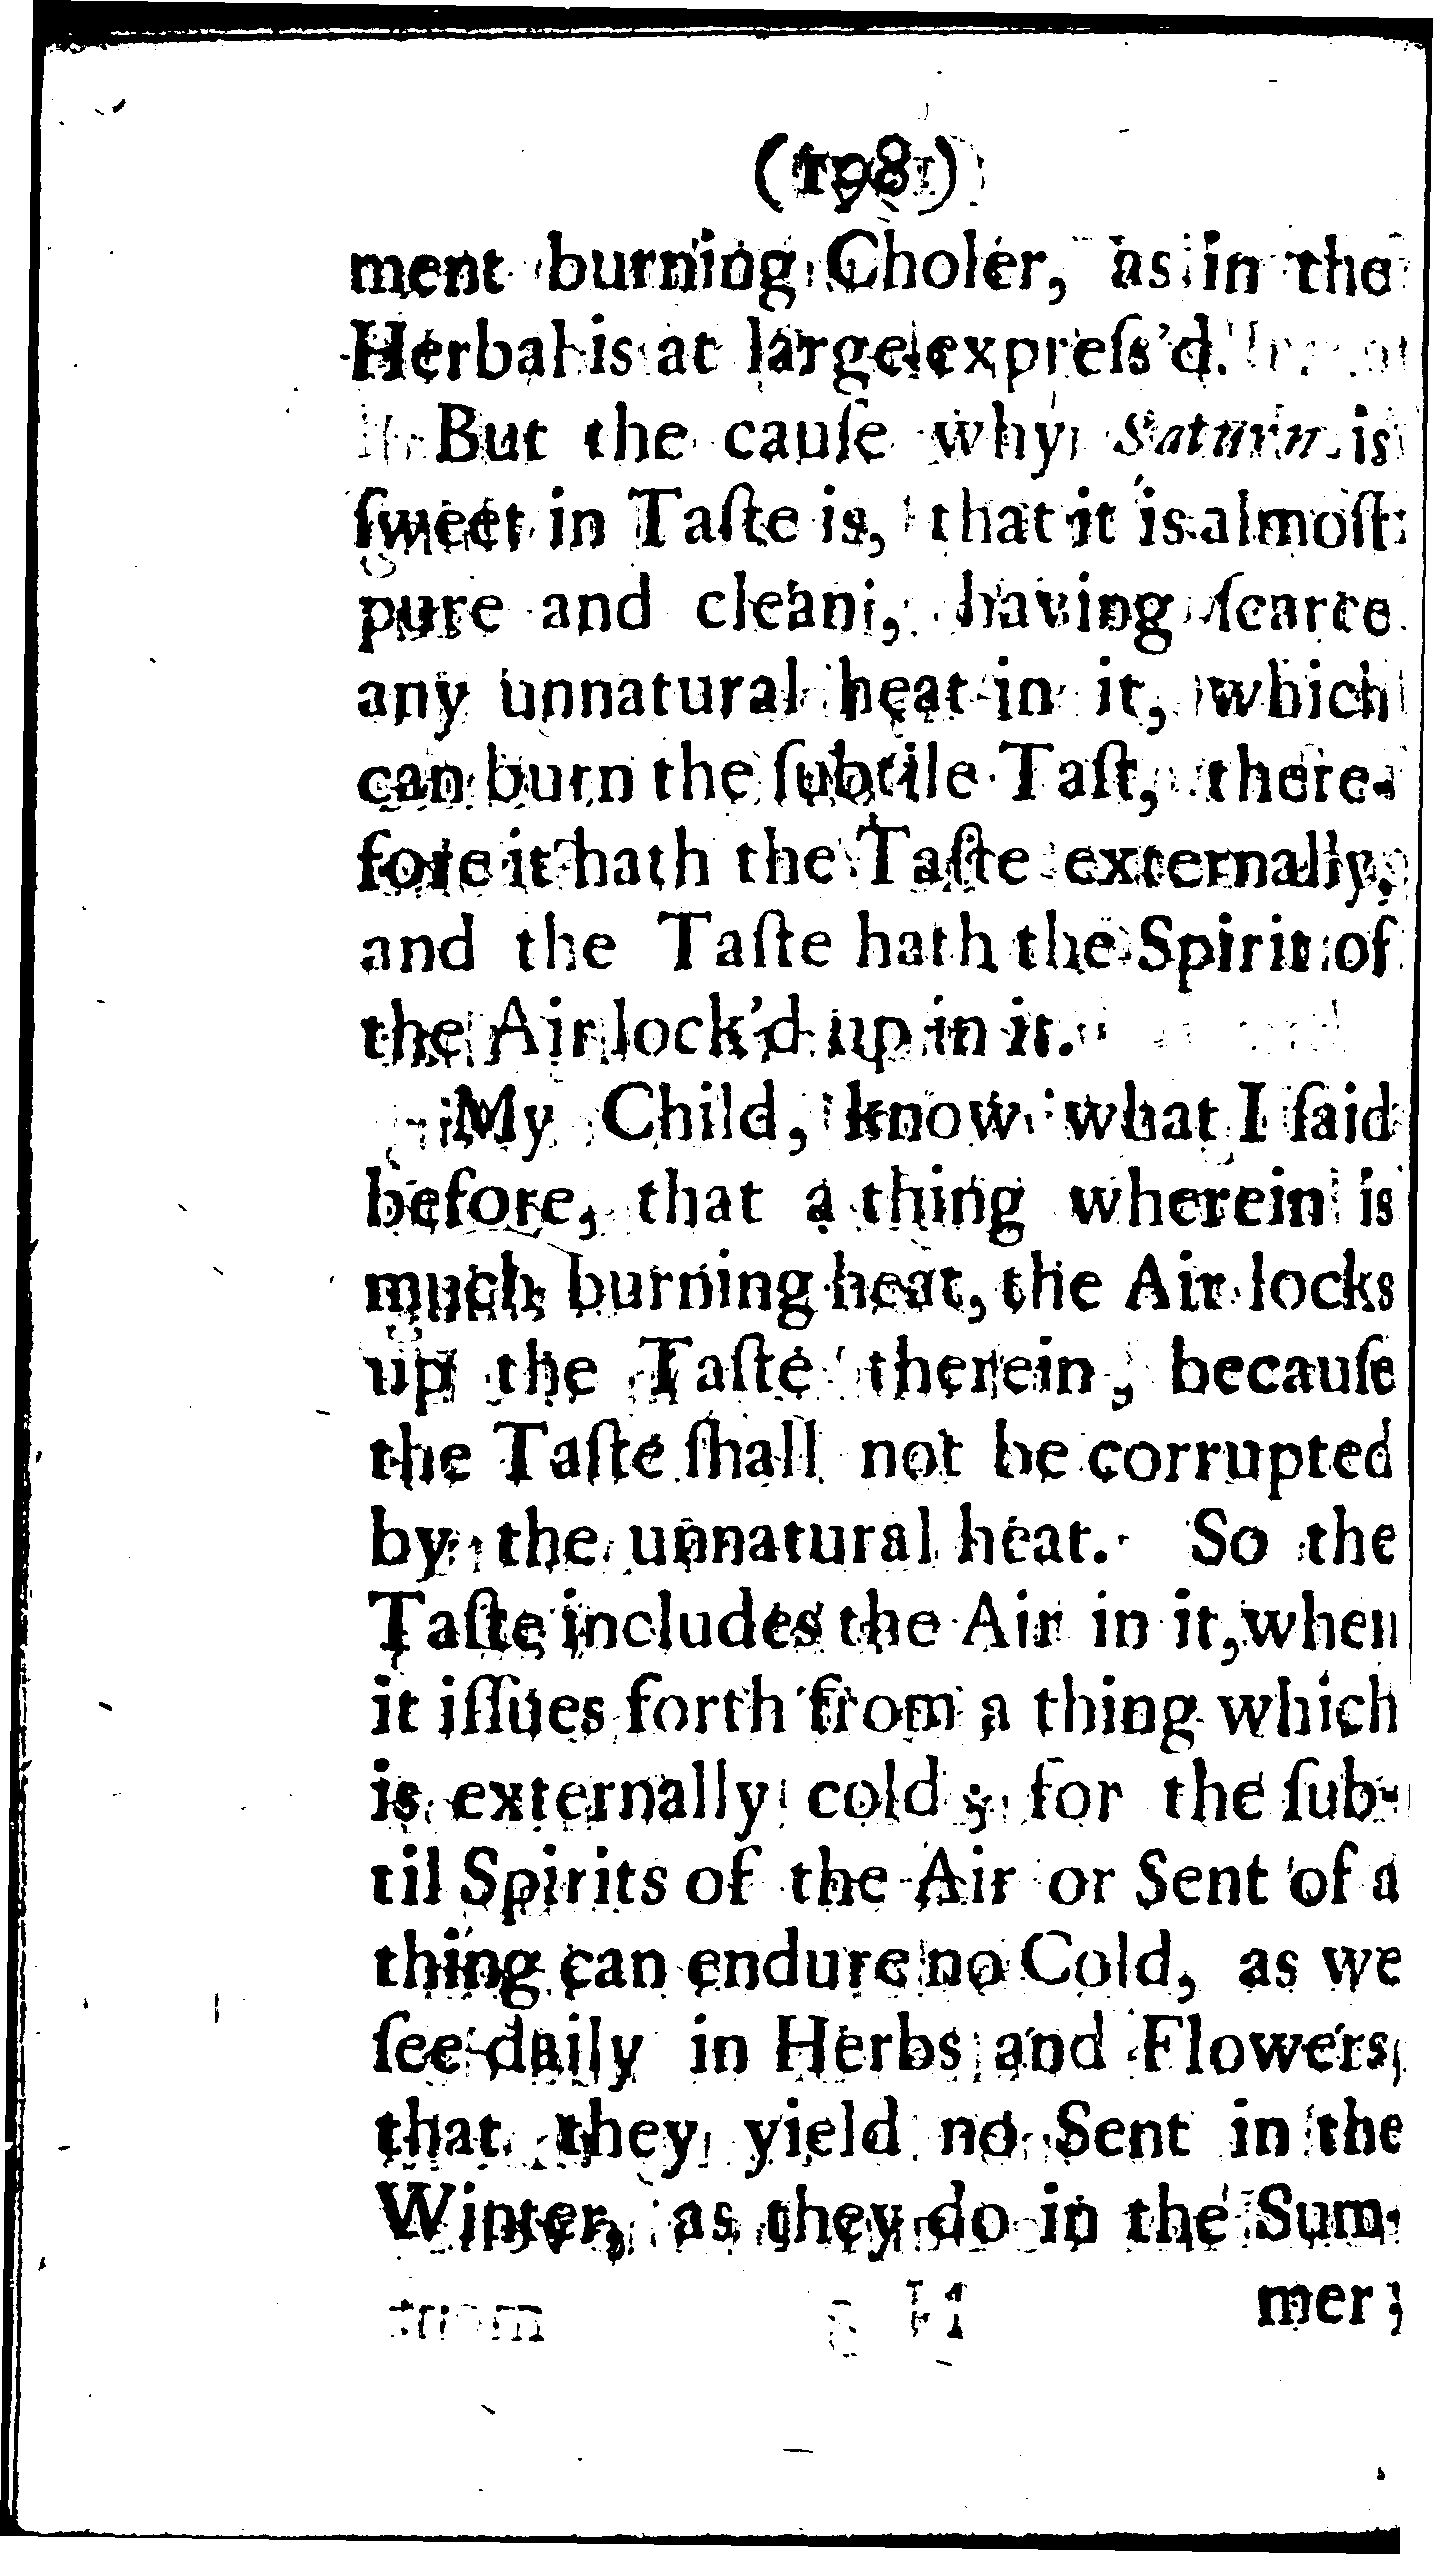 (198)
ment burning Choler, as in the
Herbal is at large expreſs'd.
But the cauſe why Saturn is
ſweet in Taſte is, that it is almoſt
pure and clean, having ſcarce
any unnatural heat in it, which
can burn the ſubtile Taſt, there-
fore it hath the Taſte externally,
and the Taſte hath the Spirit of
the Air lock'd up in it.
My Child, know what I ſaid
before, that a thing wherein is
much burning heat, the Air locks
up the Taſte therein, becauſe
the Taſte ſhall not be corrupted
by the unnatural heat. So the
Taſte includes the Air in it, when
it iſſues forth from a thing which
is externally cold; for the ſub-
til Spirits of the Air or Sent of a
thing can endure no Cold, as we
ſee daily in Herbs and Flowers,
that they yield no Sent in the
Winter, as they do in the Sum-
mer;